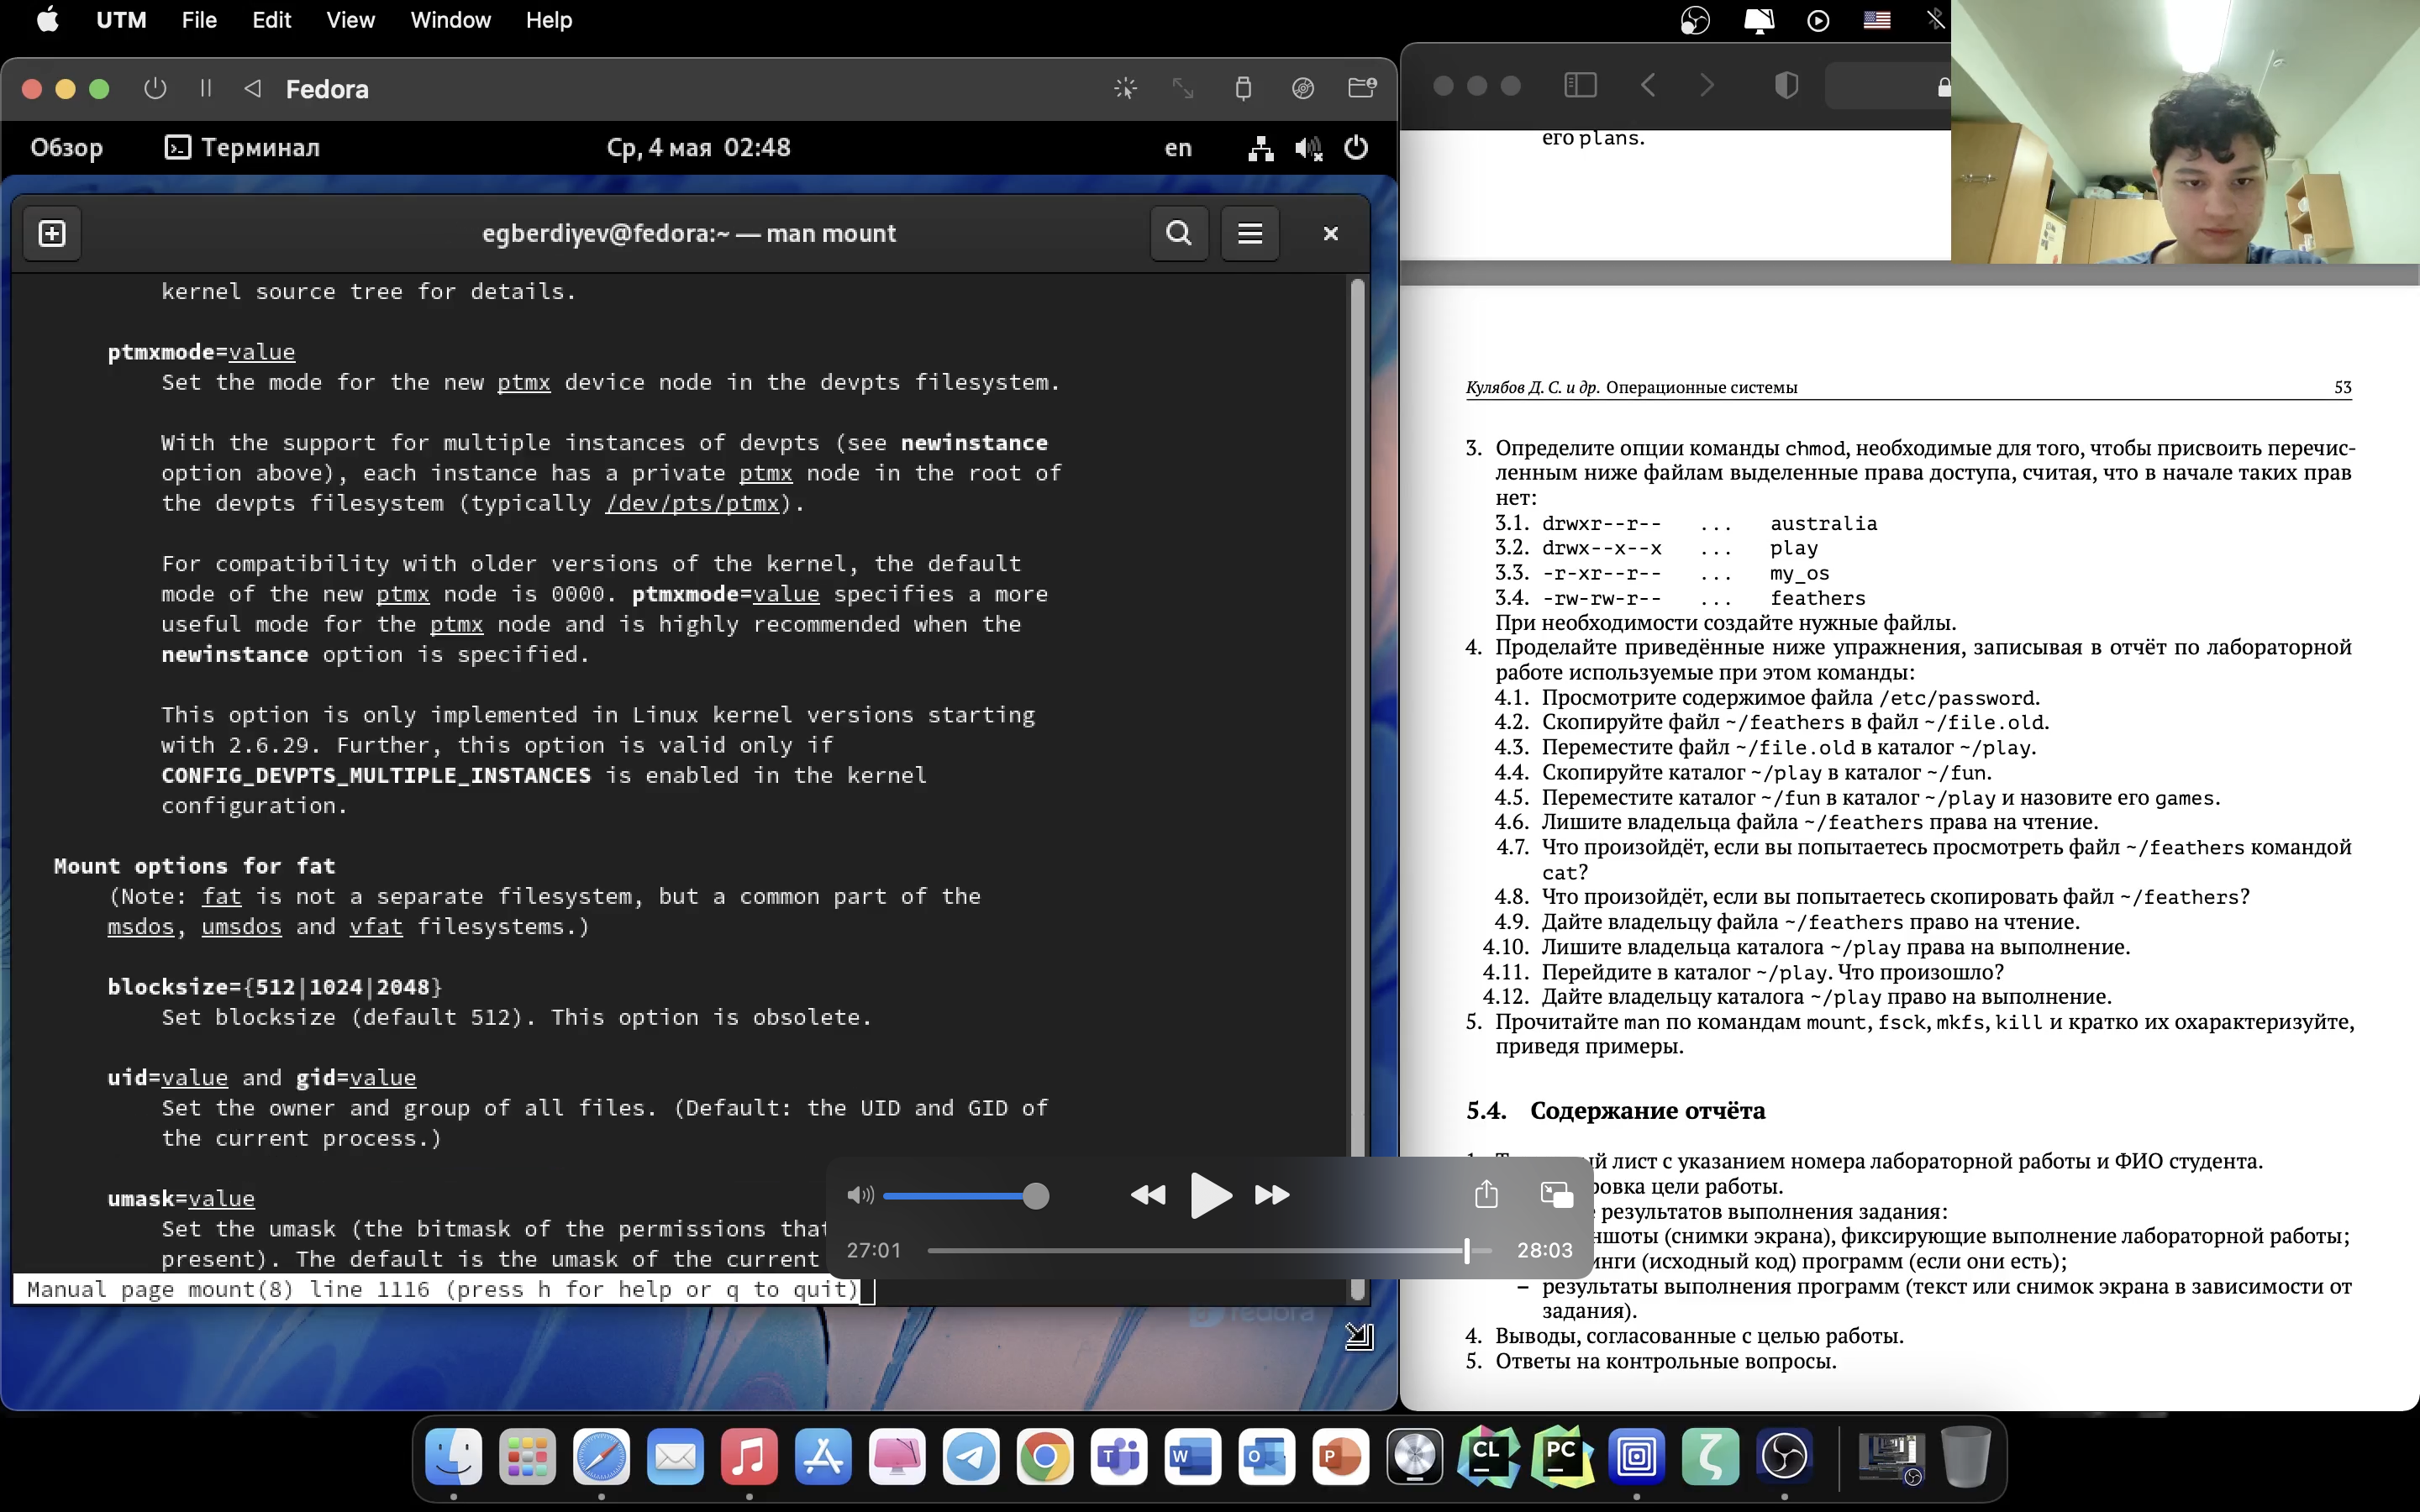 UTM File Edit View Window Help
Fedora
Обзор Терминал Ср, 4 мая 02:48 en
egberdiyev@fedora:~ — man mount
kernel source tree for details.
ptmxmode=value
Set the mode for the new ptmx device node in the devpts filesystem.
With the support for multiple instances of devpts (see newinstance
option above), each instance has a private ptmx node in the root of
the devpts filesystem (typically /dev/pts/ptmx).
For compatibility with older versions of the kernel, the default
mode of the new ptmx node is 0000. ptmxmode=value specifies a more
useful mode for the ptmx node and is highly recommended when the
newinstance option is specified.
This option is only implemented in Linux kernel versions starting
with 2.6.29. Further, this option is valid only if
CONFIG_DEVPTS_MULTIPLE_INSTANCES is enabled in the kernel
configuration.
Mount options for fat
(Note: fat is not a separate filesystem, but a common part of the
msdos, umsdos and vfat filesystems.)
blocksize={512|1024|2048}
Set blocksize (default 512). This option is obsolete.
uid=value and gid=value
Set the owner and group of all files. (Default: the UID and GID of
the current process.)
umask=value
Set the umask (the bitmask of the permissions that
present). The default is the umask of the current
Manual page mount(8) line 1116 (press h for help or q to quit)
27:01 28:03
fedora
его plans.
Кулябов Д. С. и др. Операционные системы 53
3. Определите опции команды chmod, необходимые для того, чтобы присвоить перечис-
ленным ниже файлам выделенные права доступа, считая, что в начале таких прав
нет:
3.1. drwxr--r-- ... australia
3.2. drwx--x--x ... play
3.3. -r-xr--r-- ... my_os
3.4. -rw-rw-r-- ... feathers
При необходимости создайте нужные файлы.
4. Проделайте приведённые ниже упражнения, записывая в отчёт по лабораторной
работе используемые при этом команды:
4.1. Просмотрите содержимое файла /etc/password.
4.2. Скопируйте файл ~/feathers в файл ~/file.old.
4.3. Переместите файл ~/file.old в каталог ~/play.
4.4. Скопируйте каталог ~/play в каталог ~/fun.
4.5. Переместите каталог ~/fun в каталог ~/play и назовите его games.
4.6. Лишите владельца файла ~/feathers права на чтение.
4.7. Что произойдёт, если вы попытаетесь просмотреть файл ~/feathers командой
cat?
4.8. Что произойдёт, если вы попытаетесь скопировать файл ~/feathers?
4.9. Дайте владельцу файла ~/feathers право на чтение.
4.10. Лишите владельца каталога ~/play права на выполнение.
4.11. Перейдите в каталог ~/play. Что произошло?
4.12. Дайте владельцу каталога ~/play право на выполнение.
5. Прочитайте man по командам mount, fsck, mkfs, kill и кратко их охарактеризуйте,
приведя примеры.
5.4. Содержание отчёта
лист с указанием номера лабораторной работы и ФИО студента.
цели работы.
результатов выполнения задания:
(снимки экрана), фиксирующие выполнение лабораторной работы;
(исходный код) программ (если они есть);
– результаты выполнения программ (текст или снимок экрана в зависимости от
задания).
4. Выводы, согласованные с целью работы.
5. Ответы на контрольные вопросы.
CL PC